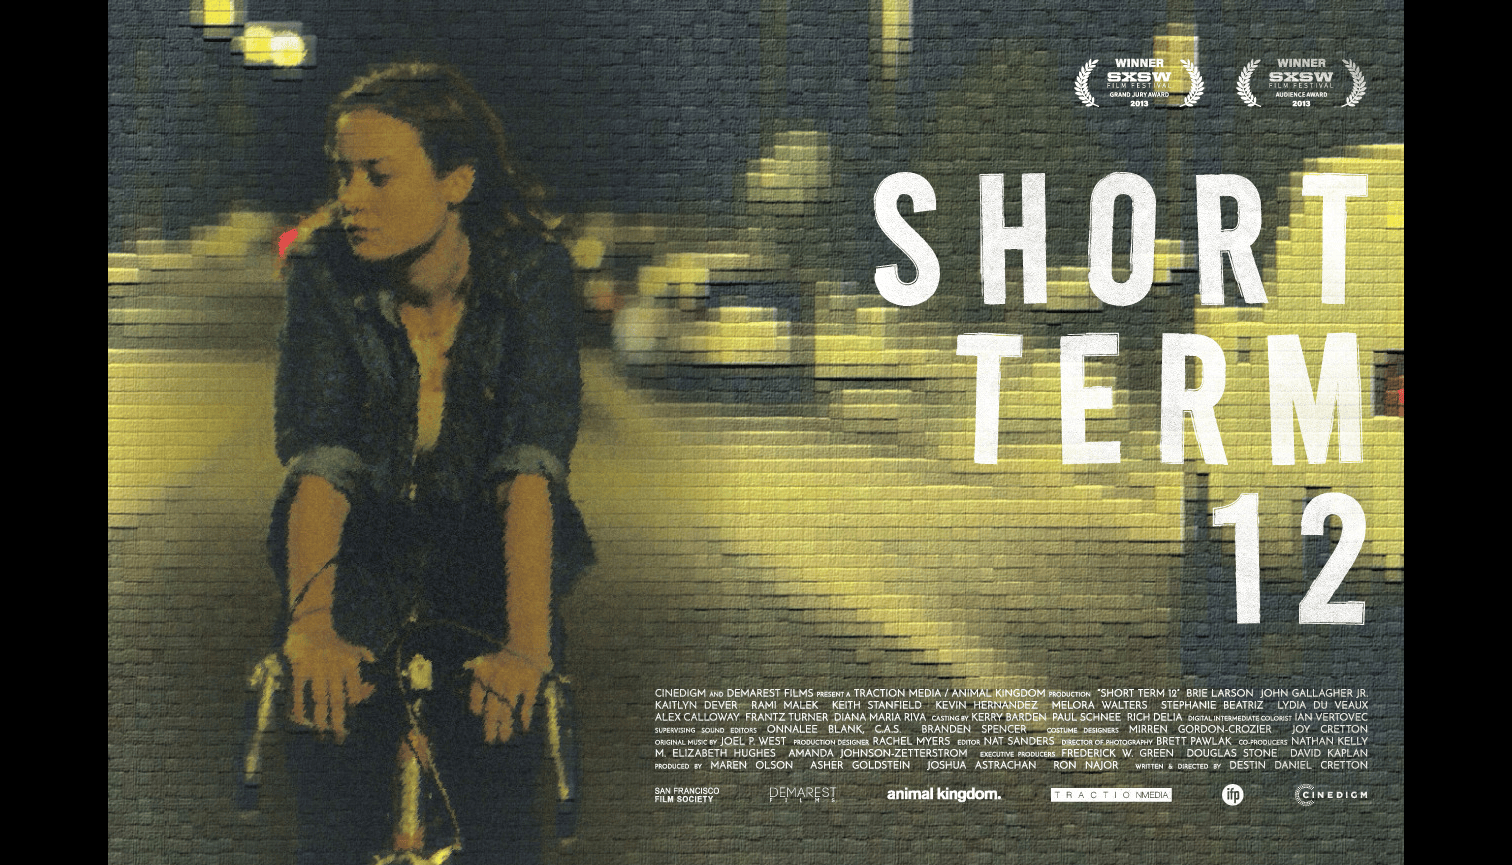 WINNER
SXSW
FILM FESTIVAL
GRAND JURY AWARD
2013
WINNER
SXSW
FILM FESTIVAL
AUDIENCE AWARD
2013
SHORT
TERM
12
CINEDIGM AND DEMAREST FILMS PRESENT A TRACTION MEDIA / ANIMAL KINGDOM PRODUCTION "SHORT TERM 12" BRIE LARSON JOHN GALLAGHER JR.
KAITLYN DEVER RAMI MALEK KEITH STANFIELD KEVIN HERNANDEZ MELORA WALTERS STEPHANIE BEATRIZ LYDIA DU VEAUX
ALEX CALLOWAY FRANTZ TURNER DIANA MARIA RIVA CASTING BY KERRY BARDEN PAUL SCHNEE RICH DELIA DIGITAL INTERMEDIATE COLORIST IAN VERTOVEC
SUPERVISING SOUND EDITORS ONNALEE BLANK, C.A.S. BRANDEN SPENCER COSTUME DESIGNERS MIRREN GORDON-CROZIER JOY CRETTON
ORIGINAL MUSIC BY JOEL P. WEST PRODUCTION DESIGNER RACHEL MYERS EDITOR NAT SANDERS DIRECTOR OF PHOTOGRAPHY BRETT PAWLAK CO-PRODUCERS NATHAN KELLY
M. ELIZABETH HUGHES AMANDA JOHNSON-ZETTERSTROM EXECUTIVE PRODUCERS FREDERICK W. GREEN DOUGLAS STONE DAVID KAPLAN
PRODUCED BY MAREN OLSON ASHER GOLDSTEIN JOSHUA ASTRACHAN RON NAJOR WRITTEN & DIRECTED BY DESTIN DANIEL CRETTON
SAN FRANCISCO
FILM SOCIETY
DEMAREST
FILMS
animal kingdom.
TRACTIONMEDIA
ifp
CINEDIGM